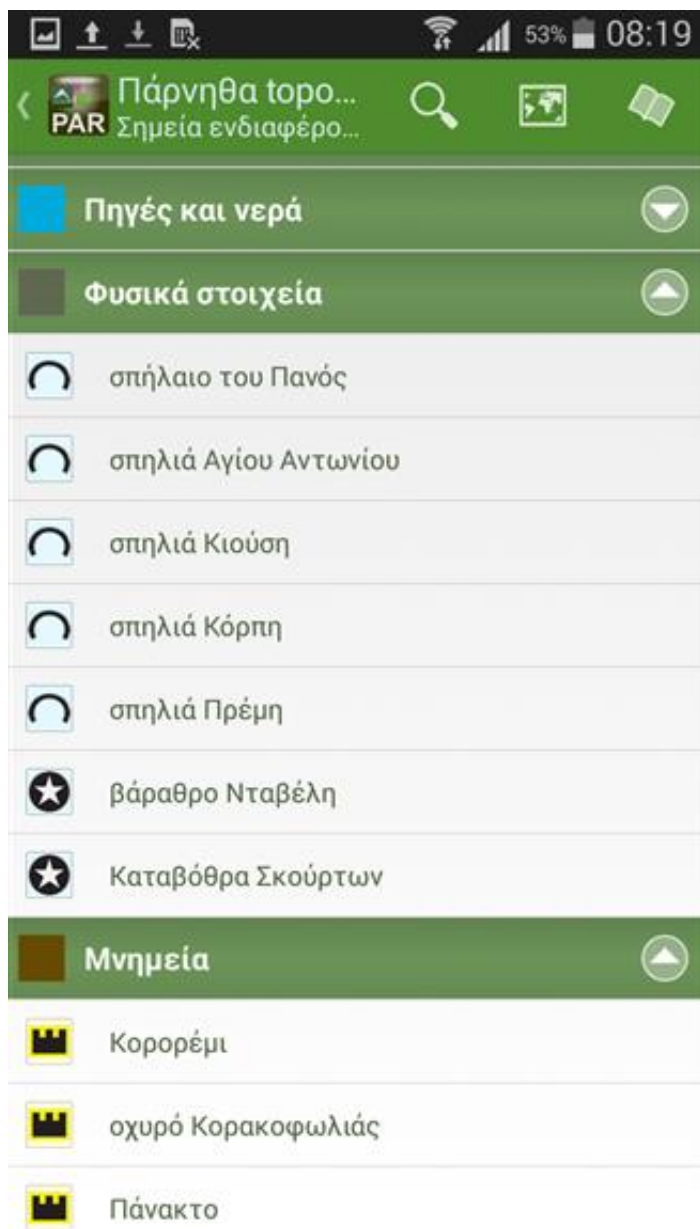 53% 08:19
Πάρνηθα topo...
PAR Σημεία ενδιαφέρο...
Πηγές και νερά
Φυσικά στοιχεία
σπήλαιο του Πανός
σπηλιά Αγίου Αντωνίου
σπηλιά Κιούση
σπηλιά Κόρπη
σπηλιά Πρέμη
βάραθρο Νταβέλη
Καταβόθρα Σκούρτων
Μνημεία
Κορορέμι
οχυρό Κορακοφωλιάς
Πάνακτο